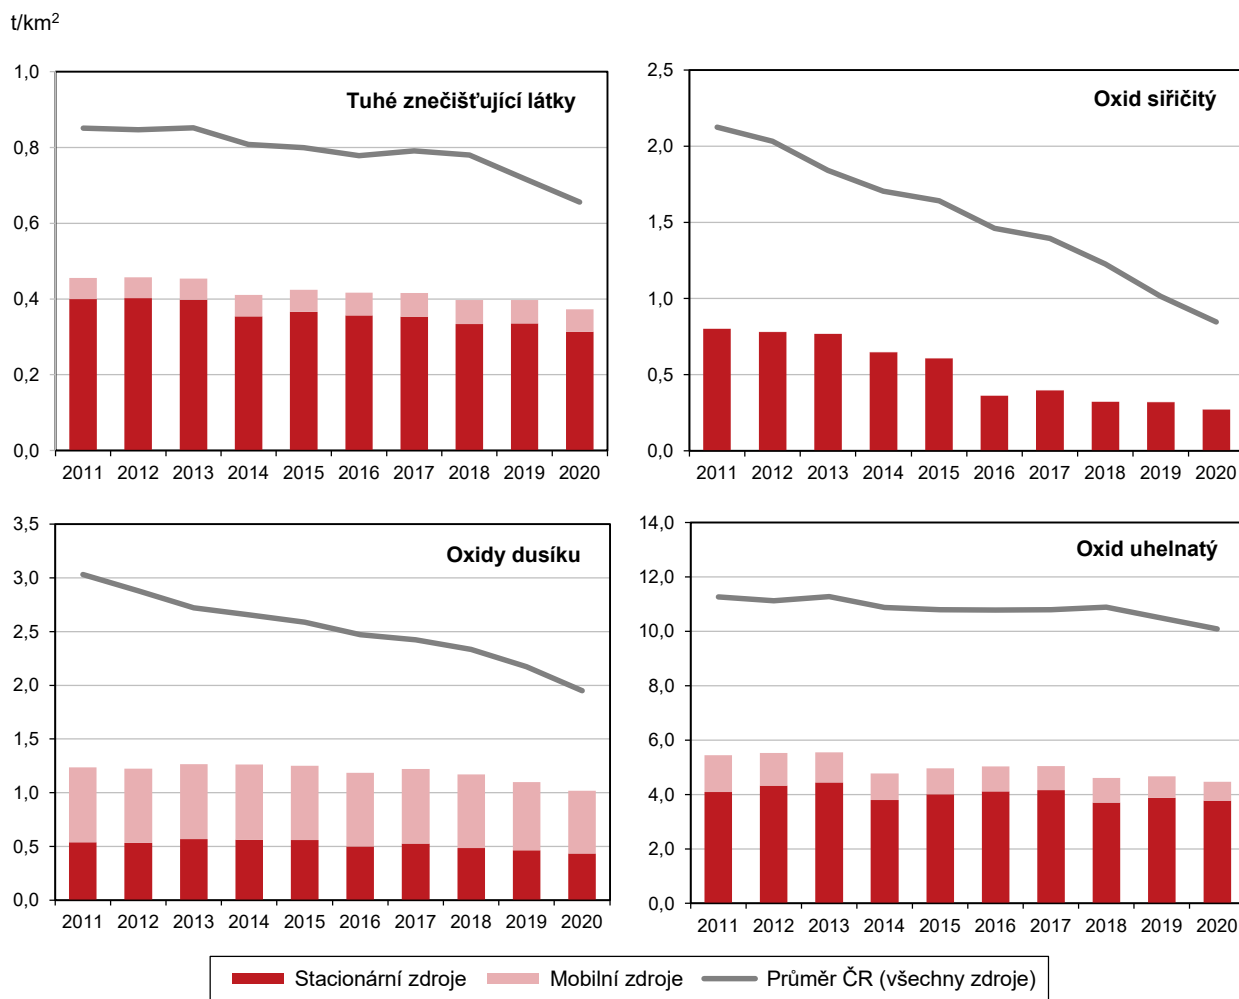 t/km²
Tuhé znečišťující látky
1,0
0,8
0,6
0,4
0,2
0,0
2011 2012 2013 2014 2015 2016 2017 2018 2019 2020
Oxid siřičitý
2,5
2,0
1,5
1,0
0,5
0,0
2011 2012 2013 2014 2015 2016 2017 2018 2019 2020
Oxidy dusíku
3,5
3,0
2,5
2,0
1,5
1,0
0,5
0,0
2011 2012 2013 2014 2015 2016 2017 2018 2019 2020
Oxid uhelnatý
14,0
12,0
10,0
8,0
6,0
4,0
2,0
0,0
2011 2012 2013 2014 2015 2016 2017 2018 2019 2020
Stacionární zdroje Mobilní zdroje Průměr ČR (všechny zdroje)